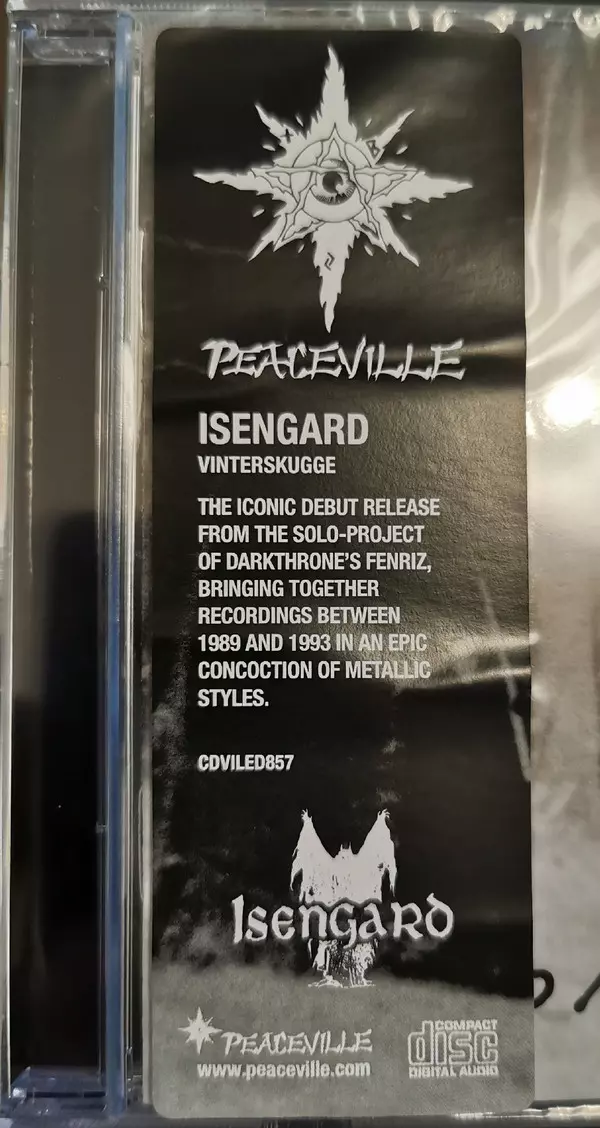 PEACEVILLE
ISENGARD
VINTERSKUGGE
THE ICONIC DEBUT RELEASE
FROM THE SOLO-PROJECT
OF DARKTHRONE'S FENRIZ,
BRINGING TOGETHER
RECORDINGS BETWEEN
1989 AND 1993 IN AN EPIC
CONCOCTION OF METALLIC
STYLES.
CDVILED857
ISENGARD
PEACEVILLE
www.peaceville.com
COMPACT
disc
DIGITAL AUDIO